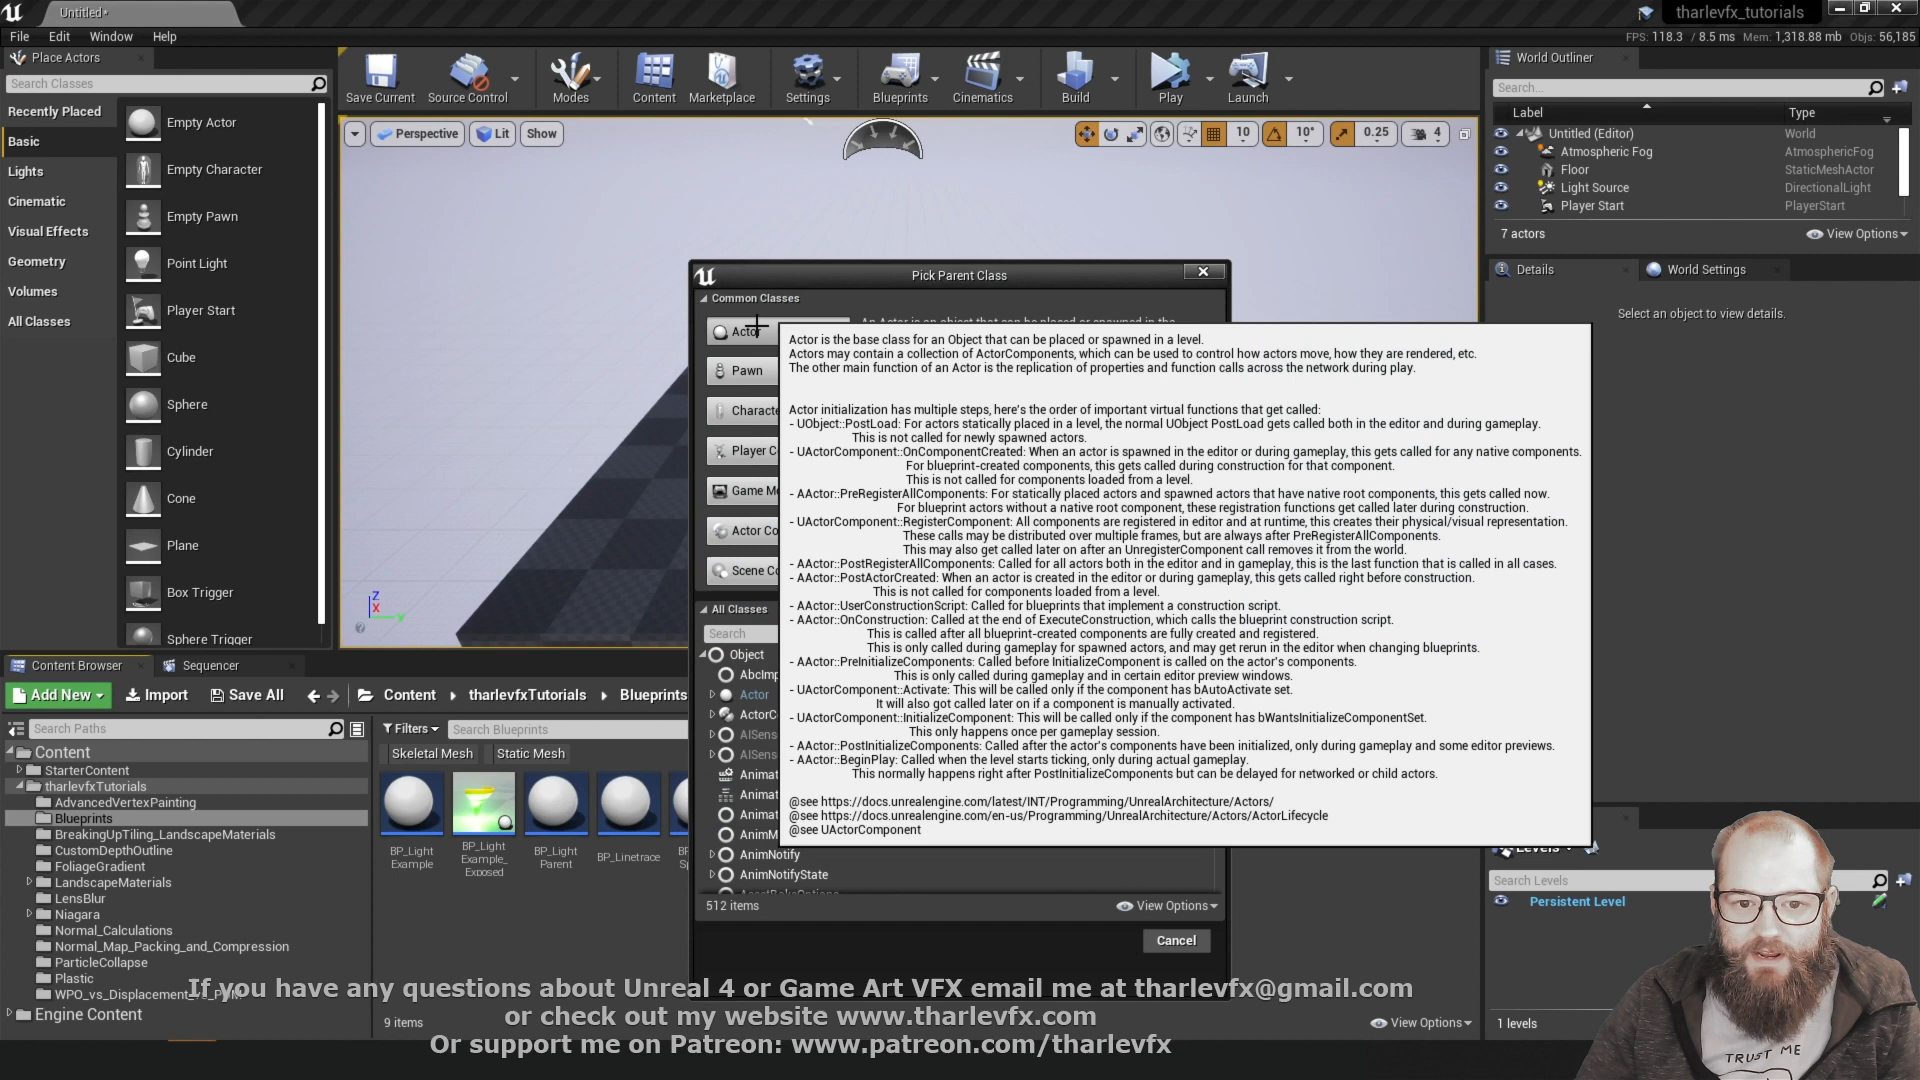 Untitled*
tharlevfx_tutorials
File Edit Window Help
FPS: 118.3 / 8.5 ms Mem: 1,318.88 mb Objs: 56,185
Place Actors
Search Classes
Recently Placed
Basic
Lights
Cinematic
Visual Effects
Geometry
Volumes
All Classes
Empty Actor
Empty Character
Empty Pawn
Point Light
Player Start
Cube
Sphere
Cylinder
Cone
Plane
Box Trigger
Sphere Trigger
Save Current
Source Control
Modes
Content
Marketplace
Settings
Blueprints
Cinematics
Build
Play
Launch
Perspective
Lit
Show
10
10°
0.25
4
Z
X
Y
World Outliner
Search...
Label Type
Untitled (Editor) World
Atmospheric Fog AtmosphericFog
Floor StaticMeshActor
Light Source DirectionalLight
Player Start PlayerStart
7 actors
View Options
Details
World Settings
Select an object to view details.
Pick Parent Class
Common Classes
Actor
An Actor is an object that can be placed or spawned in the
Pawn
Characte
Player C
Game Mo
Actor Co
Scene Co
All Classes
Search
Object
AbcImp
Actor
ActorC
AISens
AISens
Animat
Animat
Animat
AnimM
AnimNotify
AnimNotifyState
512 items
View Options
Cancel
Actor is the base class for an Object that can be placed or spawned in a level.
Actors may contain a collection of ActorComponents, which can be used to control how actors move, how they are rendered, etc.
The other main function of an Actor is the replication of properties and function calls across the network during play.
Actor initialization has multiple steps, here's the order of important virtual functions that get called:
- UObject::PostLoad: For actors statically placed in a level, the normal UObject PostLoad gets called both in the editor and during gameplay.
This is not called for newly spawned actors.
- UActorComponent::OnComponentCreated: When an actor is spawned in the editor or during gameplay, this gets called for any native components.
For blueprint-created components, this gets called during construction for that component.
This is not called for components loaded from a level.
- AActor::PreRegisterAllComponents: For statically placed actors and spawned actors that have native root components, this gets called now.
For blueprint actors without a native root component, these registration functions get called later during construction.
- UActorComponent::RegisterComponent: All components are registered in editor and at runtime, this creates their physical/visual representation.
These calls may be distributed over multiple frames, but are always after PreRegisterAllComponents.
This may also get called later on after an UnregisterComponent call removes it from the world.
- AActor::PostRegisterAllComponents: Called for all actors both in the editor and in gameplay, this is the last function that is called in all cases.
- AActor::PostActorCreated: When an actor is created in the editor or during gameplay, this gets called right before construction.
This is not called for components loaded from a level.
- AActor::UserConstructionScript: Called for blueprints that implement a construction script.
- AActor::OnConstruction: Called at the end of ExecuteConstruction, which calls the blueprint construction script.
This is called after all blueprint-created components are fully created and registered.
This is only called during gameplay for spawned actors, and may get rerun in the editor when changing blueprints.
- AActor::PreInitializeComponents: Called before InitializeComponent is called on the actor's components.
This is only called during gameplay and in certain editor preview windows.
- UActorComponent::Activate: This will be called only if the component has bAutoActivate set.
It will also got called later on if a component is manually activated.
- UActorComponent::InitializeComponent: This will be called only if the component has bWantsInitializeComponentSet.
This only happens once per gameplay session.
- AActor::PostInitializeComponents: Called after the actor's components have been initialized, only during gameplay and some editor previews.
- AActor::BeginPlay: Called when the level starts ticking, only during actual gameplay.
This normally happens right after PostInitializeComponents but can be delayed for networked or child actors.
@see https://docs.unrealengine.com/latest/INT/Programming/UnrealArchitecture/Actors/
@see https://docs.unrealengine.com/en-us/Programming/UnrealArchitecture/Actors/ActorLifecycle
@see UActorComponent
Content Browser
Sequencer
Add New
Import
Save All
Content
tharlevfxTutorials
Blueprints
Search Paths
Filters
Search Blueprints
Skeletal Mesh
Static Mesh
Content
StarterContent
tharlevfxTutorials
AdvancedVertexPainting
Blueprints
BreakingUpTiling_LandscapeMaterials
CustomDepthOutline
FoliageGradient
LandscapeMaterials
LensBlur
Niagara
Normal_Calculations
Normal_Map_Packing_and_Compression
ParticleCollapse
Plastic
WPO_vs_Displacement_vs_POM
Engine Content
BP_Light
Example
BP_Light
Example_
Exposed
BP_Light
Parent
BP_Linetrace
9 items
View Options
Levels
Search Levels
Persistent Level
1 levels
If you have any questions about Unreal 4 or Game Art VFX email me at tharlevfx@gmail.com
or check out my website www.tharlevfx.com
Or support me on Patreon: www.patreon.com/tharlevfx
TRUST ME